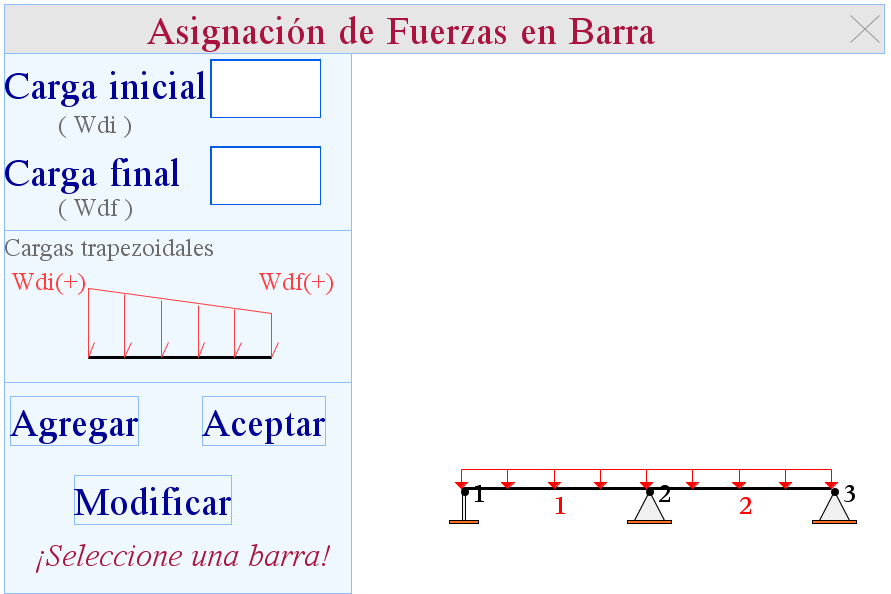 Asignación de Fuerzas en Barra
Carga inicial
( Wdi )
Carga final
( Wdf )
Cargas trapezoidales
Wdi(+) Wdf(+)
Agregar Aceptar
Modificar
¡Seleccione una barra!
1 2 3
1 2